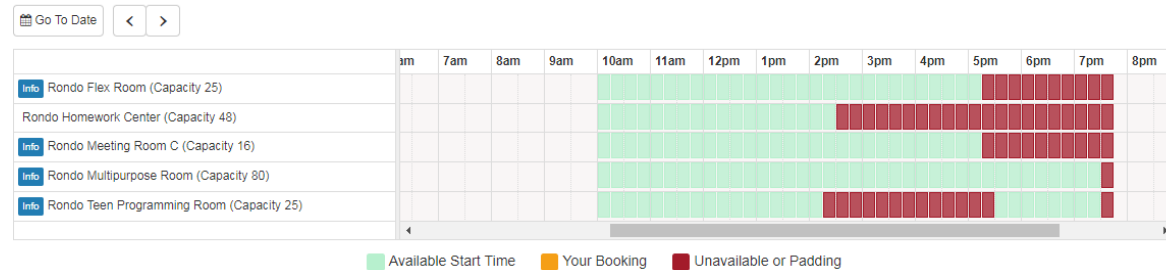 Go To Date
am 7am 8am 9am 10am 11am 12pm 1pm 2pm 3pm 4pm 5pm 6pm 7pm 8pm
Info Rondo Flex Room (Capacity 25)
Rondo Homework Center (Capacity 48)
Info Rondo Meeting Room C (Capacity 16)
Info Rondo Multipurpose Room (Capacity 80)
Info Rondo Teen Programming Room (Capacity 25)
Available Start Time Your Booking Unavailable or Padding